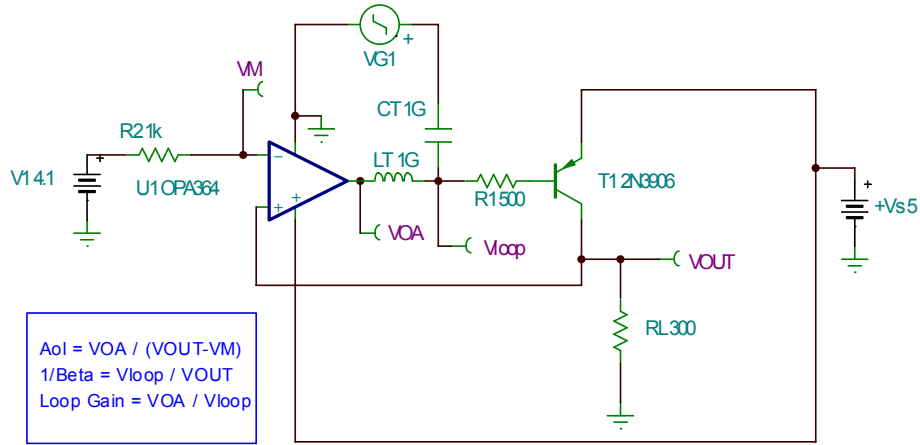 VG1
+
VM
CT 1G
R2 1k
+
LT 1G
V1 4.1
U1 OPA364
−
+
+
R1 500
T1 2N3906
+
+Vs 5
VOA
Vloop
VOUT
RL 300
Aol = VOA / (VOUT-VM)
1/Beta = Vloop / VOUT
Loop Gain = VOA / Vloop